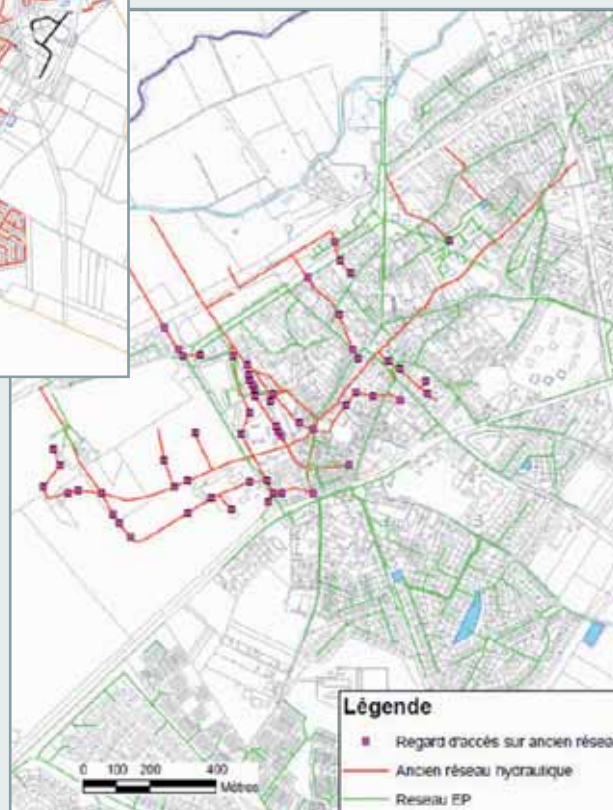 Légende
Regard d'accès sur ancien résea
Ancien réseau hydraulique
Reseau EP
0 100 200 400
Mètres